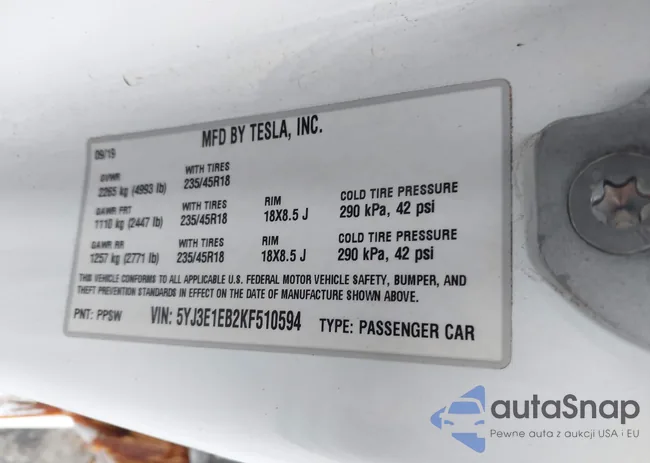 MFD BY TESLA, INC.
09/19
GVWR WITH TIRES
2265 kg (4993 lb) 235/45R18
GAWR FRT WITH TIRES RIM COLD TIRE PRESSURE
1110 kg (2447 lb) 235/45R18 18X8.5 J 290 kPa, 42 psi
GAWR RR WITH TIRES RIM COLD TIRE PRESSURE
1257 kg (2771 lb) 235/45R18 18X8.5 J 290 kPa, 42 psi
THIS VEHICLE CONFORMS TO ALL APPLICABLE U.S. FEDERAL MOTOR VEHICLE SAFETY, BUMPER, AND
THEFT PREVENTION STANDARDS IN EFFECT ON THE DATE OF MANUFACTURE SHOWN ABOVE.
PNT: PPSW VIN: 5YJ3E1EB2KF510594 TYPE: PASSENGER CAR
autaSnap
Pewne auta z aukcji USA i EU